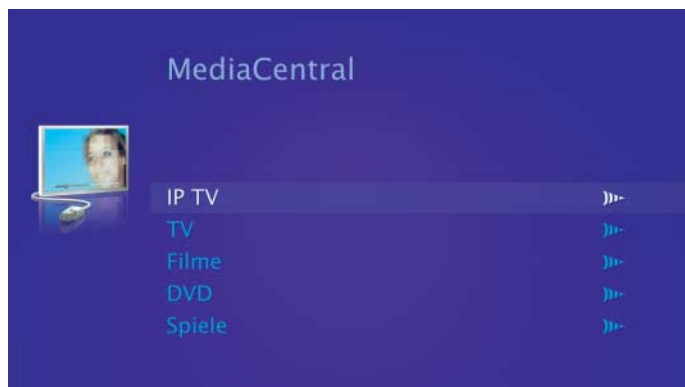 MediaCentral
IP TV
TV
Filme
DVD
Spiele